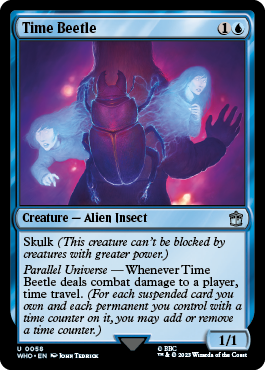 Time Beetle 1
Creature — Alien Insect
Skulk (This creature can't be blocked by
creatures with greater power.)
Parallel Universe — Whenever Time
Beetle deals combat damage to a player,
time travel. (For each suspended card you
own and each permanent you control with a
time counter on it, you may add or remove
a time counter.)
1/1
U 0058
WHO • EN John Tedrick
© BBC
™ & © 2023 Wizards of the Coast